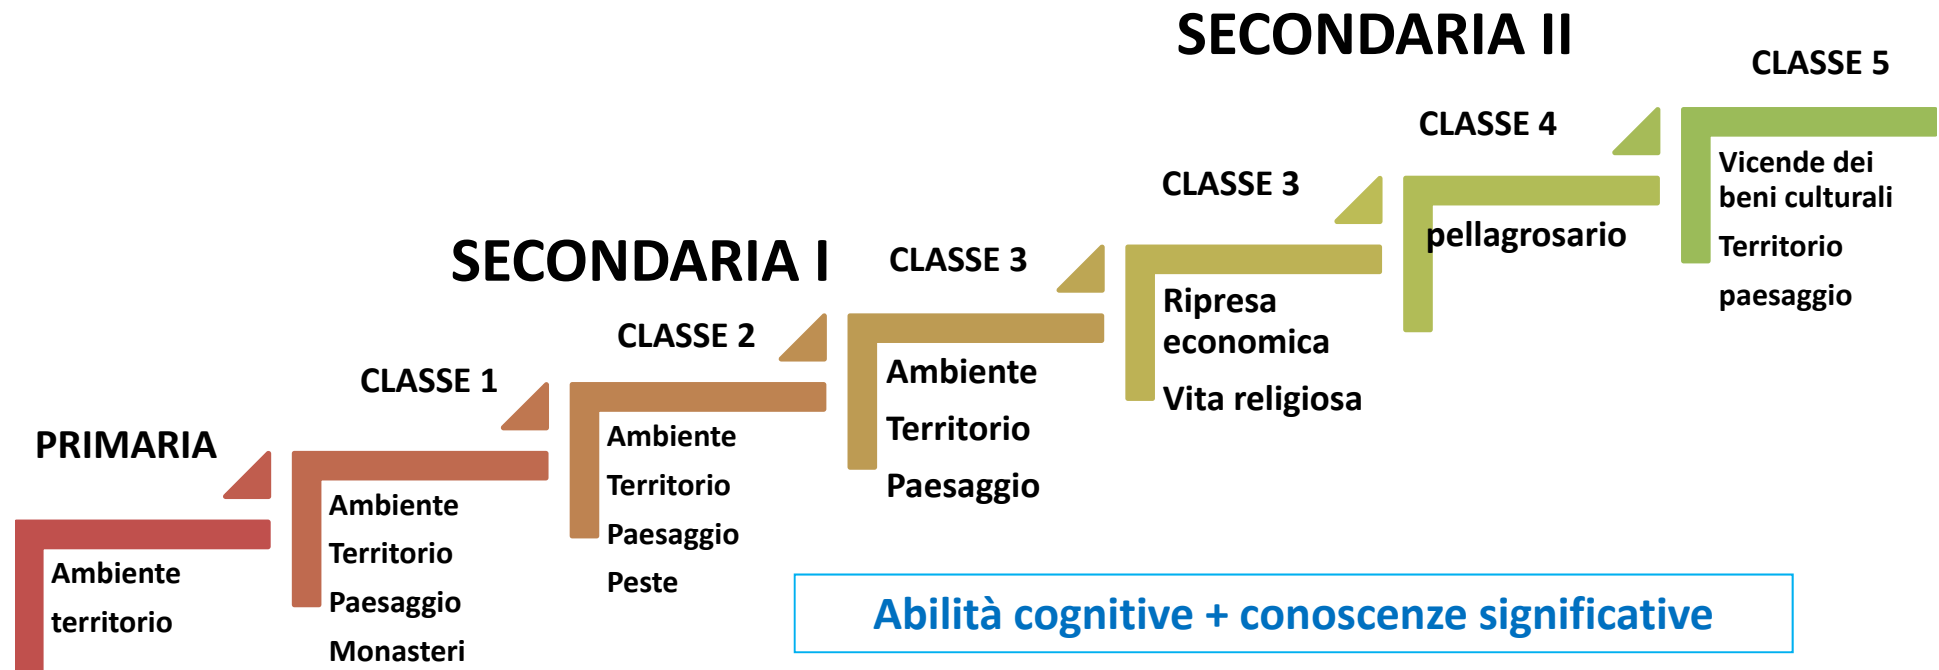 SECONDARIA II
CLASSE 5
CLASSE 4
Vicende dei
beni culturali
Territorio
paesaggio
CLASSE 3
pellagrosario
SECONDARIA I
CLASSE 3
Ripresa
economica
Vita religiosa
CLASSE 2
Ambiente
Territorio
Paesaggio
CLASSE 1
Ambiente
Territorio
Paesaggio
Peste
PRIMARIA
Ambiente
Territorio
Paesaggio
Monasteri
Ambiente
territorio
Abilità cognitive + conoscenze significative